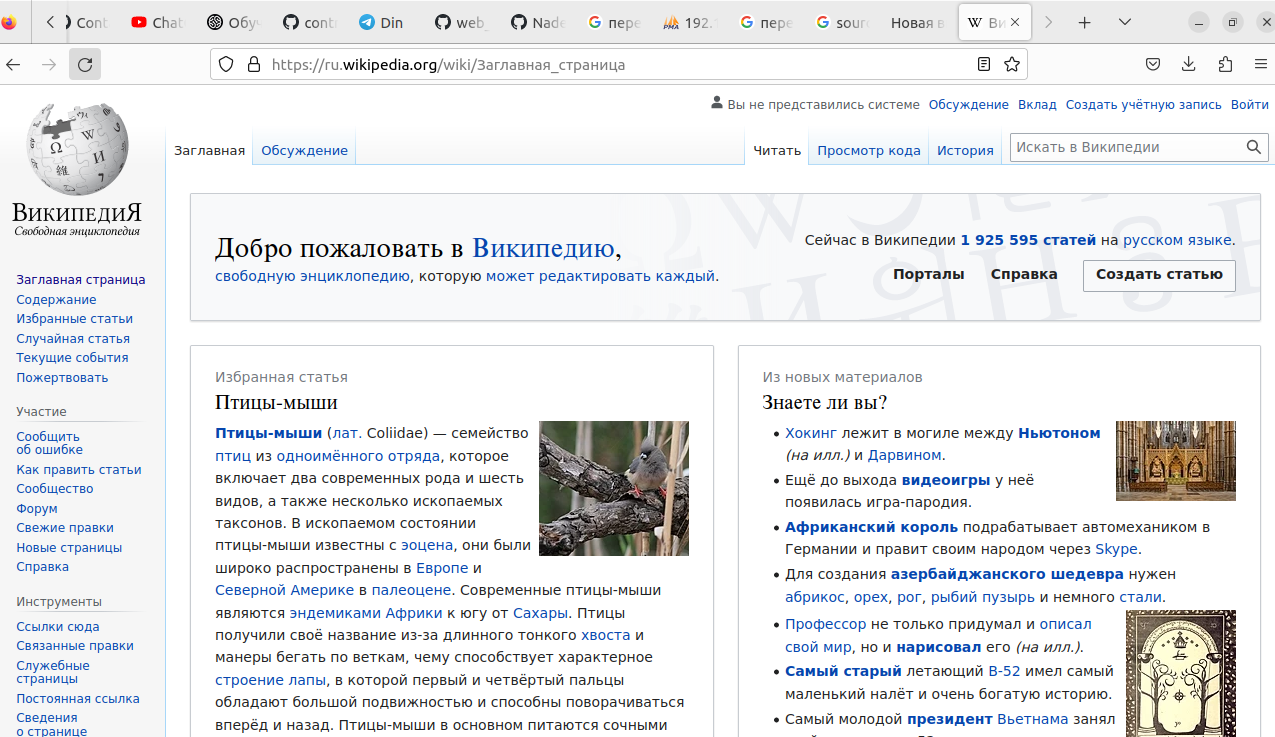 Cont
Chat
Обуч
cont
Din
web_
Nade
пере
192.
пере
sour
Новая в
Ви
https://ru.wikipedia.org/wiki/Заглавная_страница
Вы не представились системе Обсуждение Вклад Создать учётную запись Войти
Заглавная Обсуждение Читать Просмотр кода История Искать в Википедии
ВикипедиЯ
Свободная энциклопедия
Заглавная страница
Содержание
Избранные статьи
Случайная статья
Текущие события
Пожертвовать
Участие
Сообщить
об ошибке
Как править статьи
Сообщество
Форум
Свежие правки
Новые страницы
Справка
Инструменты
Ссылки сюда
Связанные правки
Служебные
страницы
Постоянная ссылка
Сведения
о странице
Добро пожаловать в Википедию,
свободную энциклопедию, которую может редактировать каждый.
Сейчас в Википедии 1 925 595 статей на русском языке.
Порталы Справка Создать статью
Избранная статья
Птицы-мыши
Птицы-мыши (лат. Coliidae) — семейство
птиц из одноимённого отряда, которое
включает два современных рода и шесть
видов, а также несколько ископаемых
таксонов. В ископаемом состоянии
птицы-мыши известны с эоцена, они были
широко распространены в Европе и
Северной Америке в палеоцене. Современные птицы-мыши
являются эндемиками Африки к югу от Сахары. Птицы
получили своё название из-за длинного тонкого хвоста и
манеры бегать по веткам, чему способствует характерное
строение лапы, в которой первый и четвёртый пальцы
обладают большой подвижностью и способны поворачиваться
вперёд и назад. Птицы-мыши в основном питаются сочными
Из новых материалов
Знаете ли вы?
Хокинг лежит в могиле между Ньютоном
(на илл.) и Дарвином.
Ещё до выхода видеоигры у неё
появилась игра-пародия.
Африканский король подрабатывает автомехаником в
Германии и правит своим народом через Skype.
Для создания азербайджанского шедевра нужен
абрикос, орех, рог, рыбий пузырь и немного стали.
Профессор не только придумал и описал
свой мир, но и нарисовал его (на илл.).
Самый старый летающий B-52 имел самый
маленький налёт и очень богатую историю.
Самый молодой президент Вьетнама занял